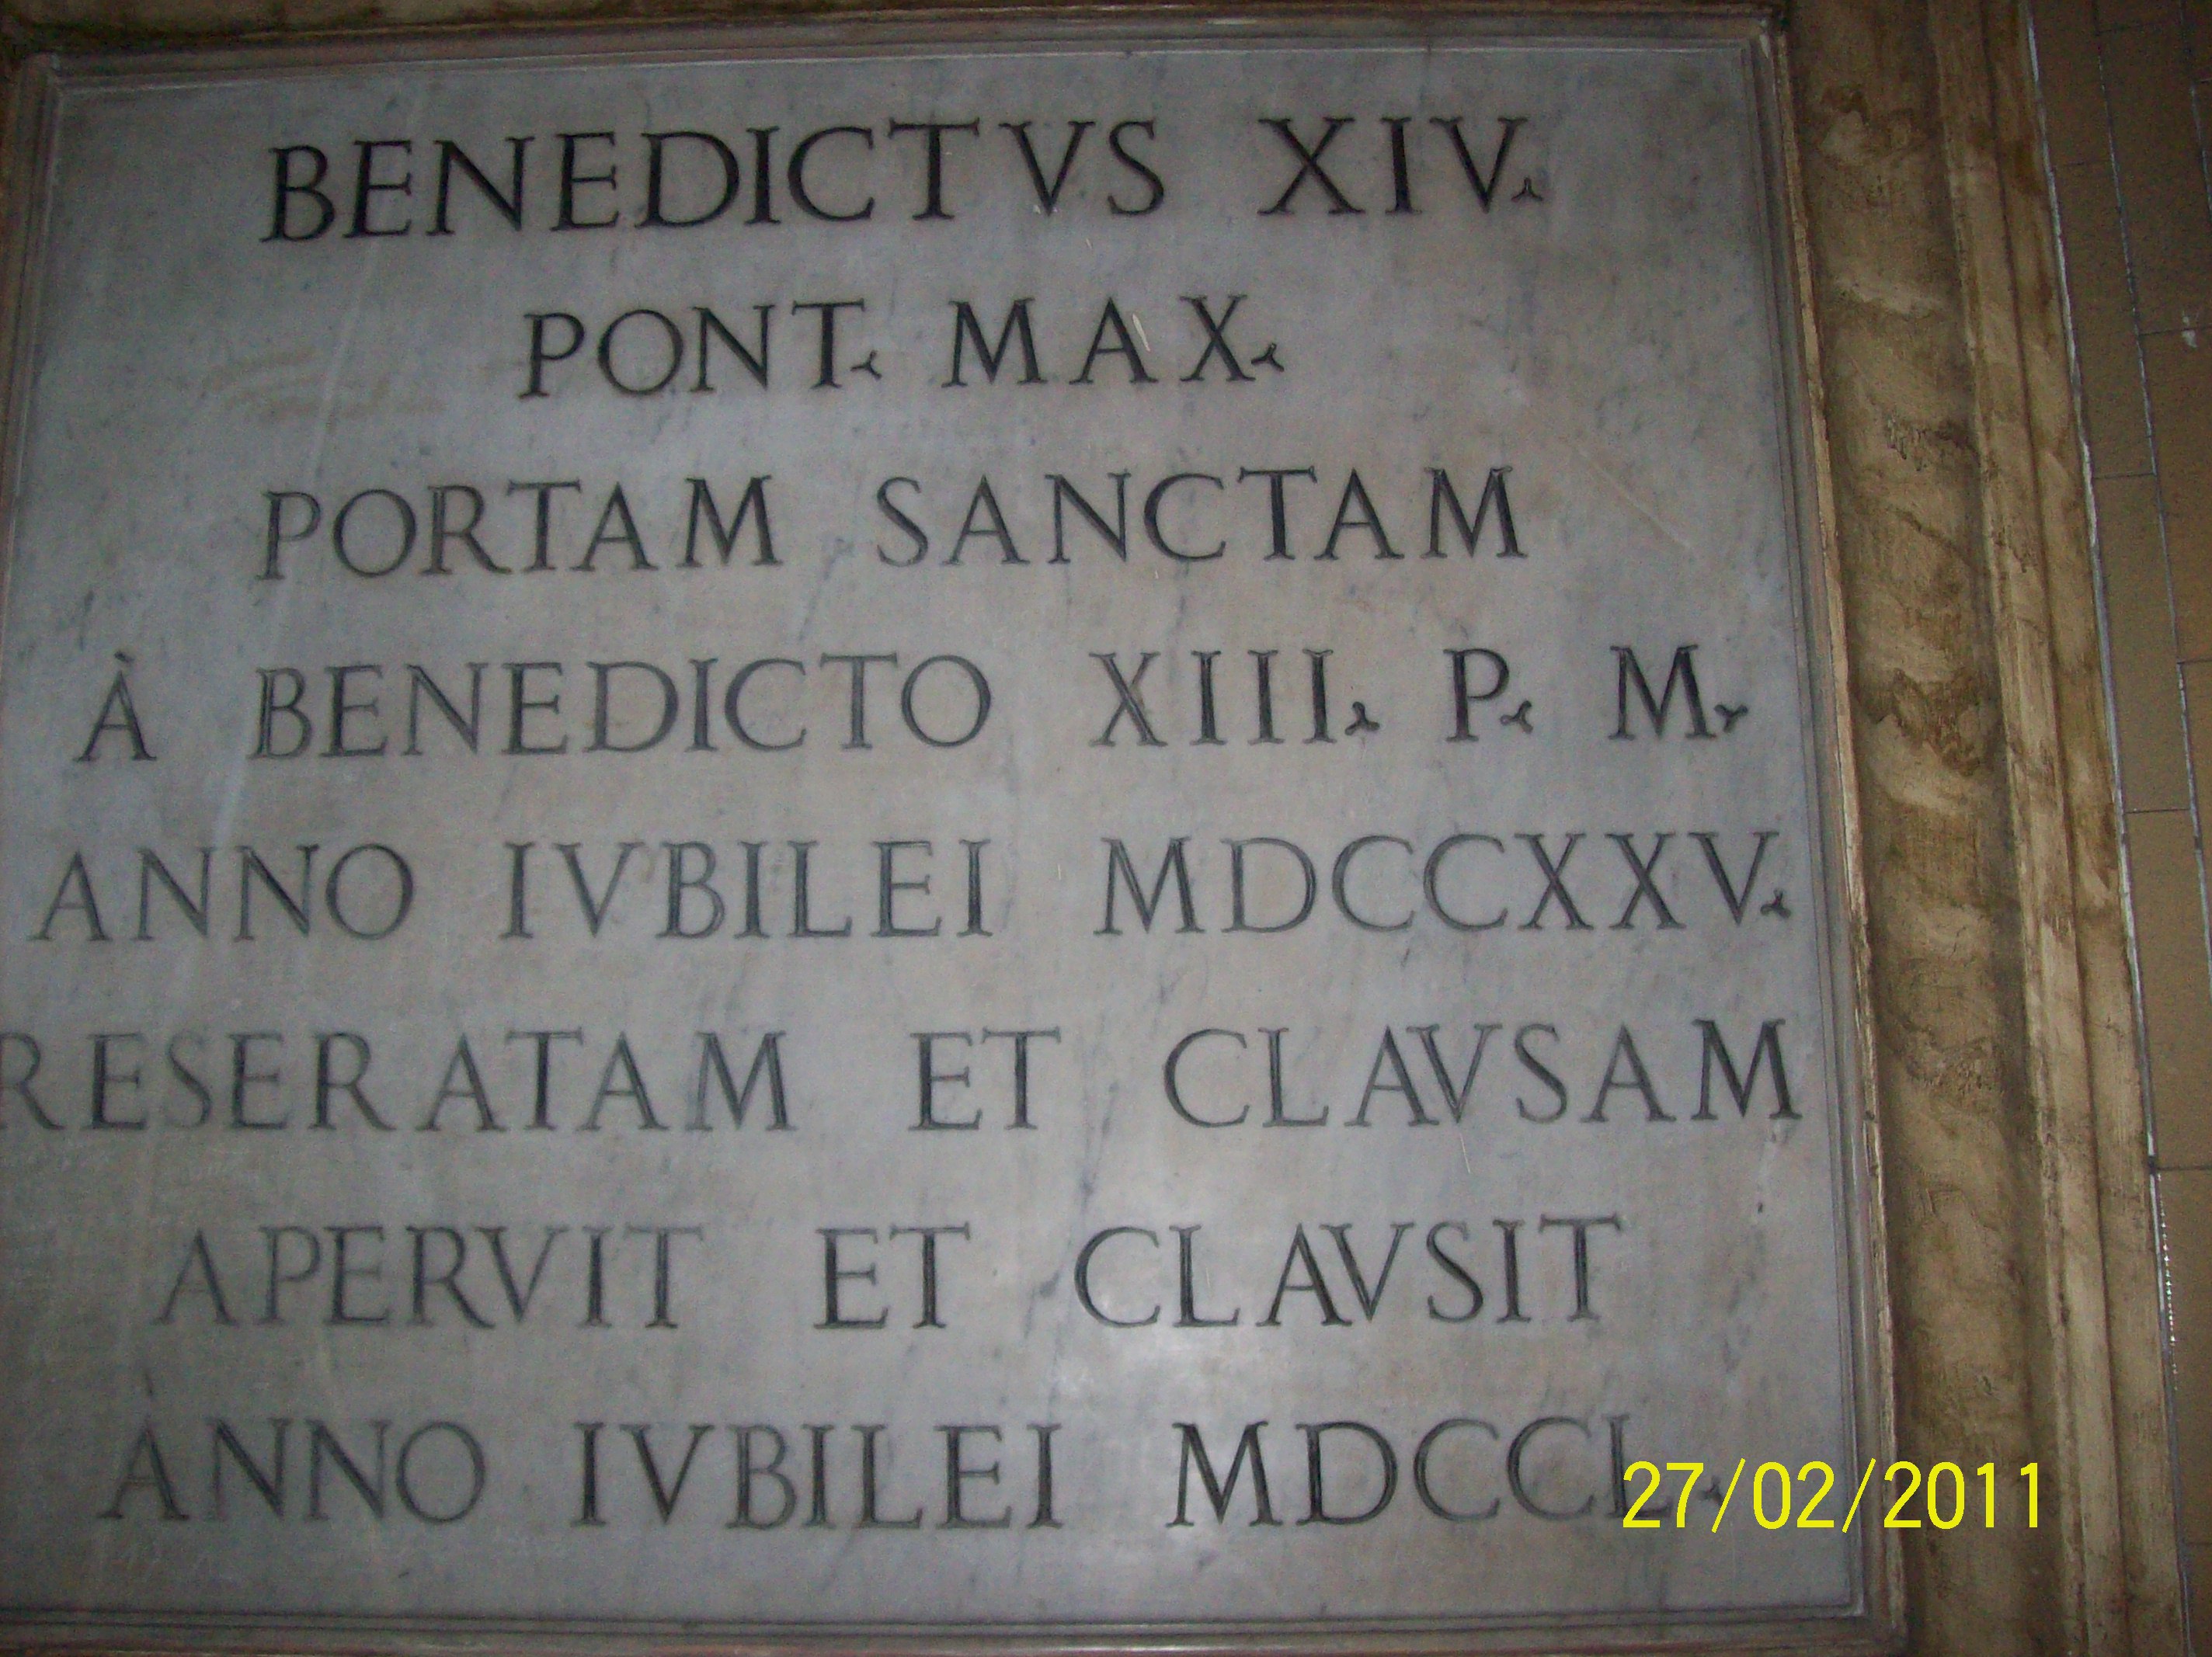 BENEDICTVS XIV.
PONT. MAX.
PORTAM SANCTAM
À BENEDICTO XIII. P. M.
ANNO IVBILEI MDCCXXV.
RESERATAM ET CLAVSAM
APERVIT ET CLAVSIT
ANNO IVBILEI MDCCL.
27/02/2011